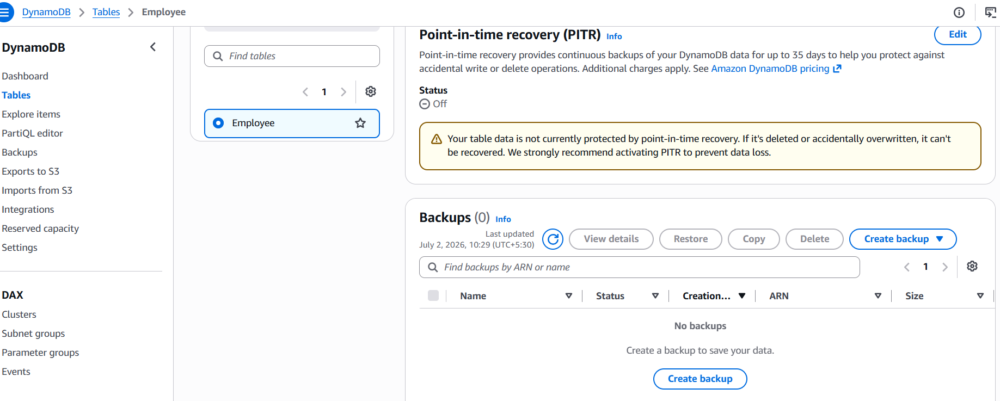 DynamoDB > Tables > Employee
DynamoDB
Dashboard
Tables
Explore items
PartiQL editor
Backups
Exports to S3
Imports from S3
Integrations
Reserved capacity
Settings
DAX
Clusters
Subnet groups
Parameter groups
Events
Find tables
1
Employee
Point-in-time recovery (PITR) Info
Edit
Point-in-time recovery provides continuous backups of your DynamoDB data for up to 35 days to help you protect against
accidental write or delete operations. Additional charges apply. See Amazon DynamoDB pricing
Status
Off
Your table data is not currently protected by point-in-time recovery. If it's deleted or accidentally overwritten, it can't
be recovered. We strongly recommend activating PITR to prevent data loss.
Backups (0) Info
Last updated
July 2, 2026, 10:29 (UTC+5:30)
View details Restore Copy Delete Create backup
Find backups by ARN or name
1
Name Status Creation... ARN Size
No backups
Create a backup to save your data.
Create backup